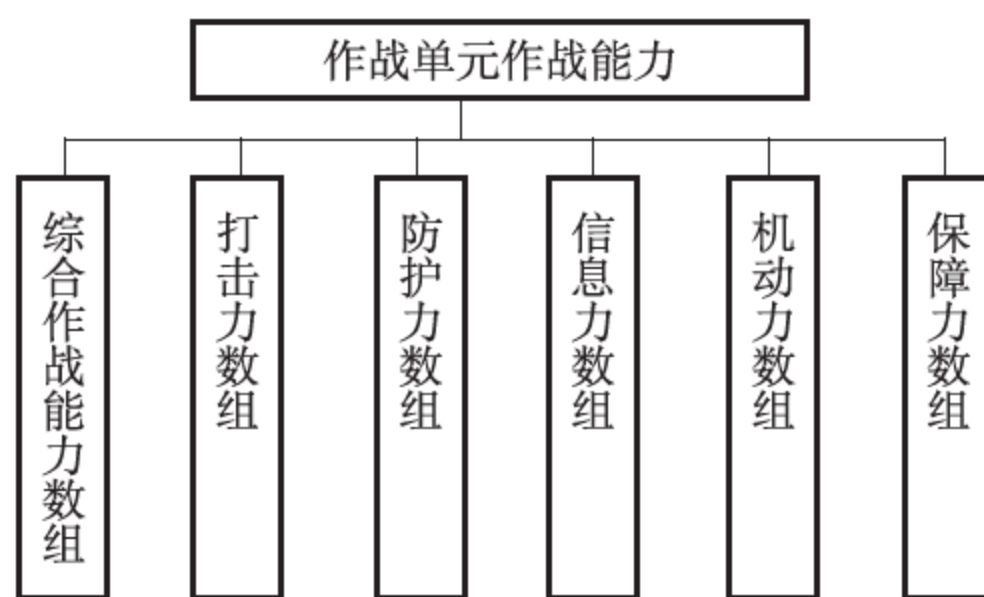 作战单元作战能力
综合作战能力数组
打击力数组
防护力数组
信息力数组
机动力数组
保障力数组